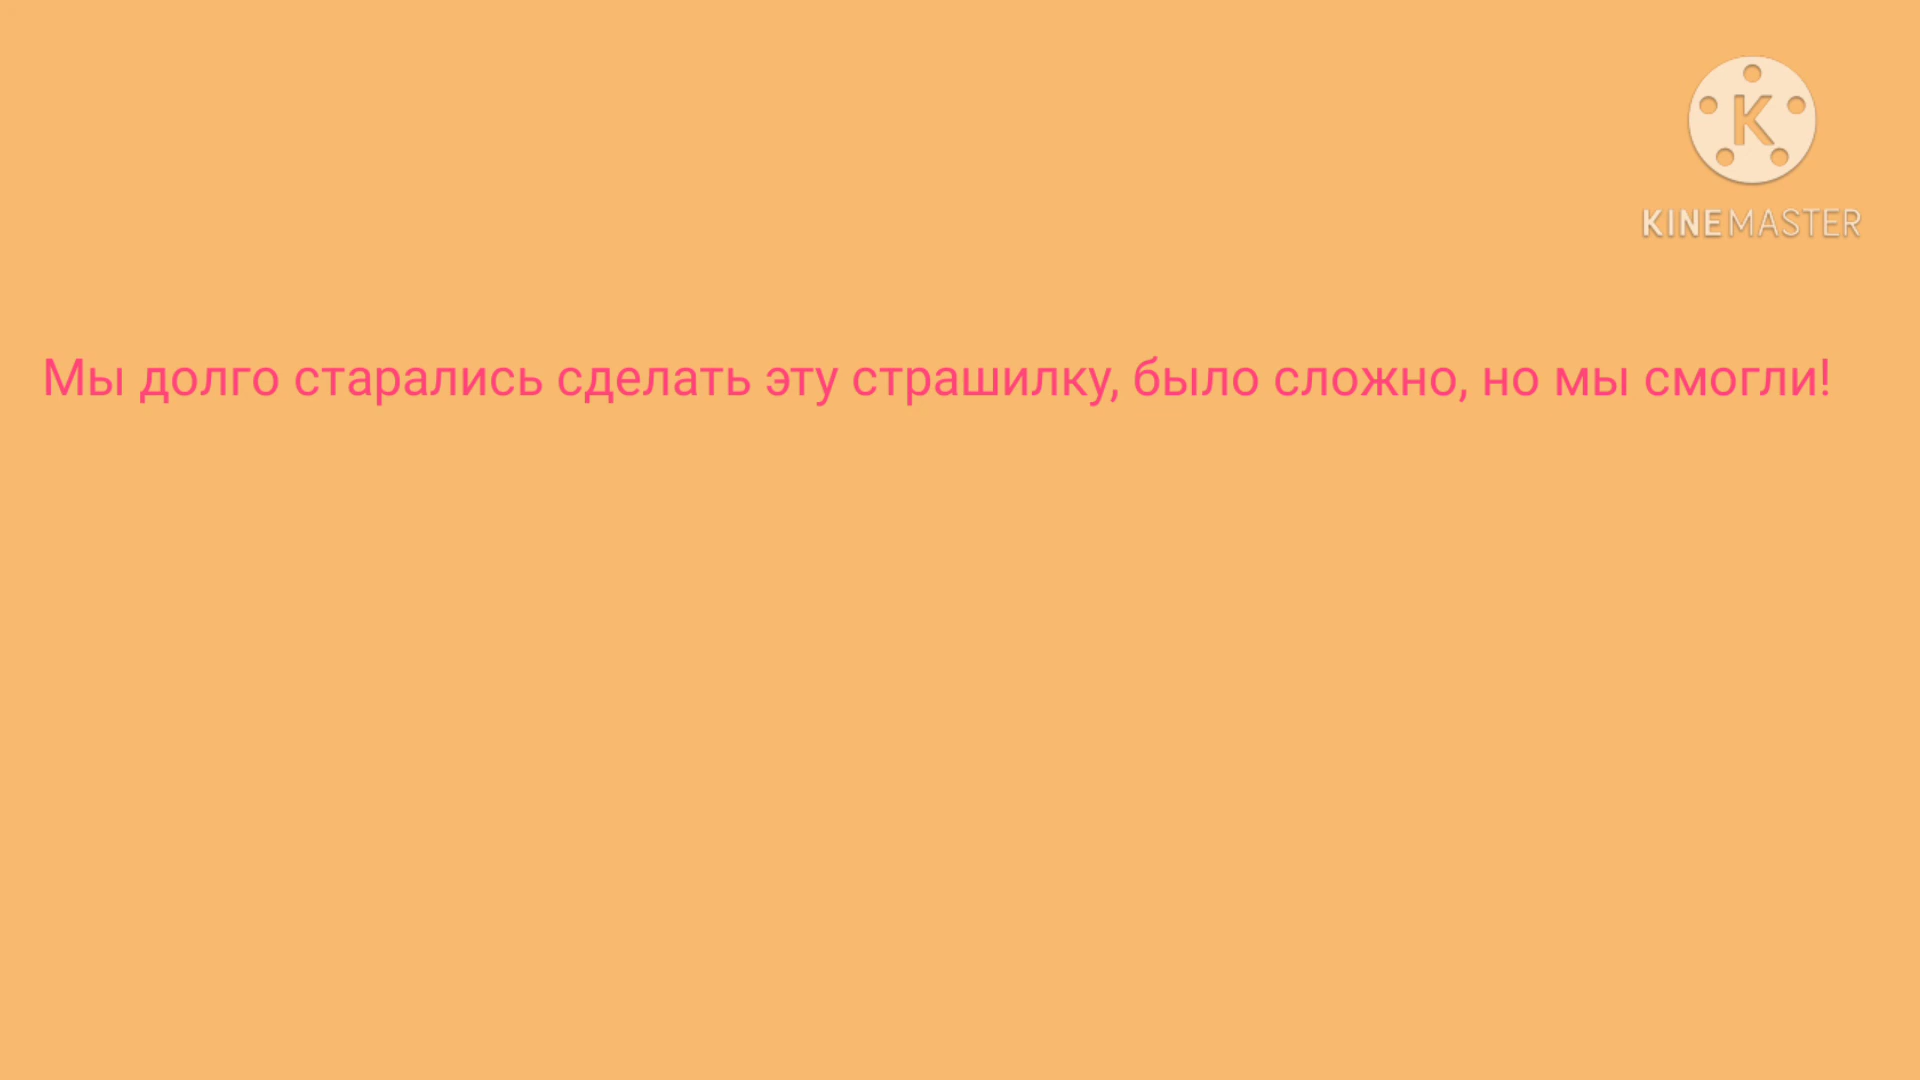 K
KINEMASTER
Мы долго старались сделать эту страшилку, было сложно, но мы смогли!